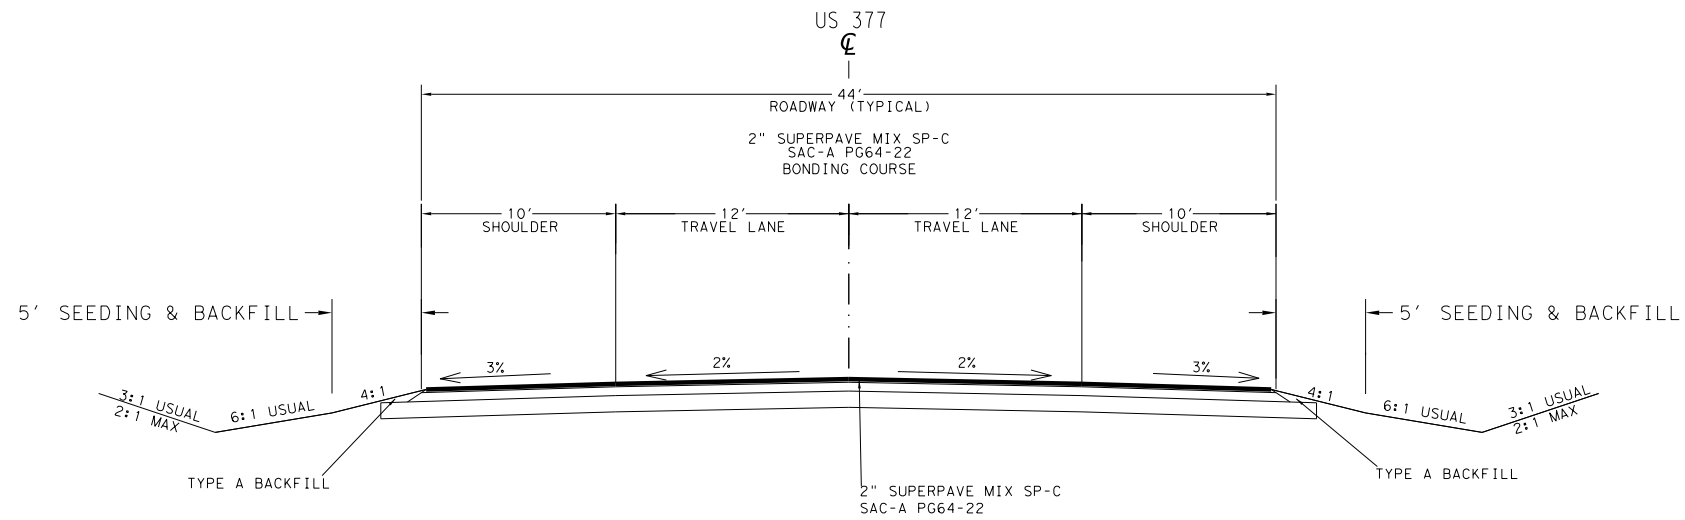 US 377
℄
44'
ROADWAY (TYPICAL)
2" SUPERPAVE MIX SP-C
SAC-A PG64-22
BONDING COURSE
10'
SHOULDER
12'
TRAVEL LANE
12'
TRAVEL LANE
10'
SHOULDER
5' SEEDING & BACKFILL
5' SEEDING & BACKFILL
3%
2%
2%
3%
3:1 USUAL
2:1 MAX
6:1 USUAL
4:1
4:1
6:1 USUAL
3:1 USUAL
2:1 MAX
TYPE A BACKFILL
TYPE A BACKFILL
2" SUPERPAVE MIX SP-C
SAC-A PG64-22